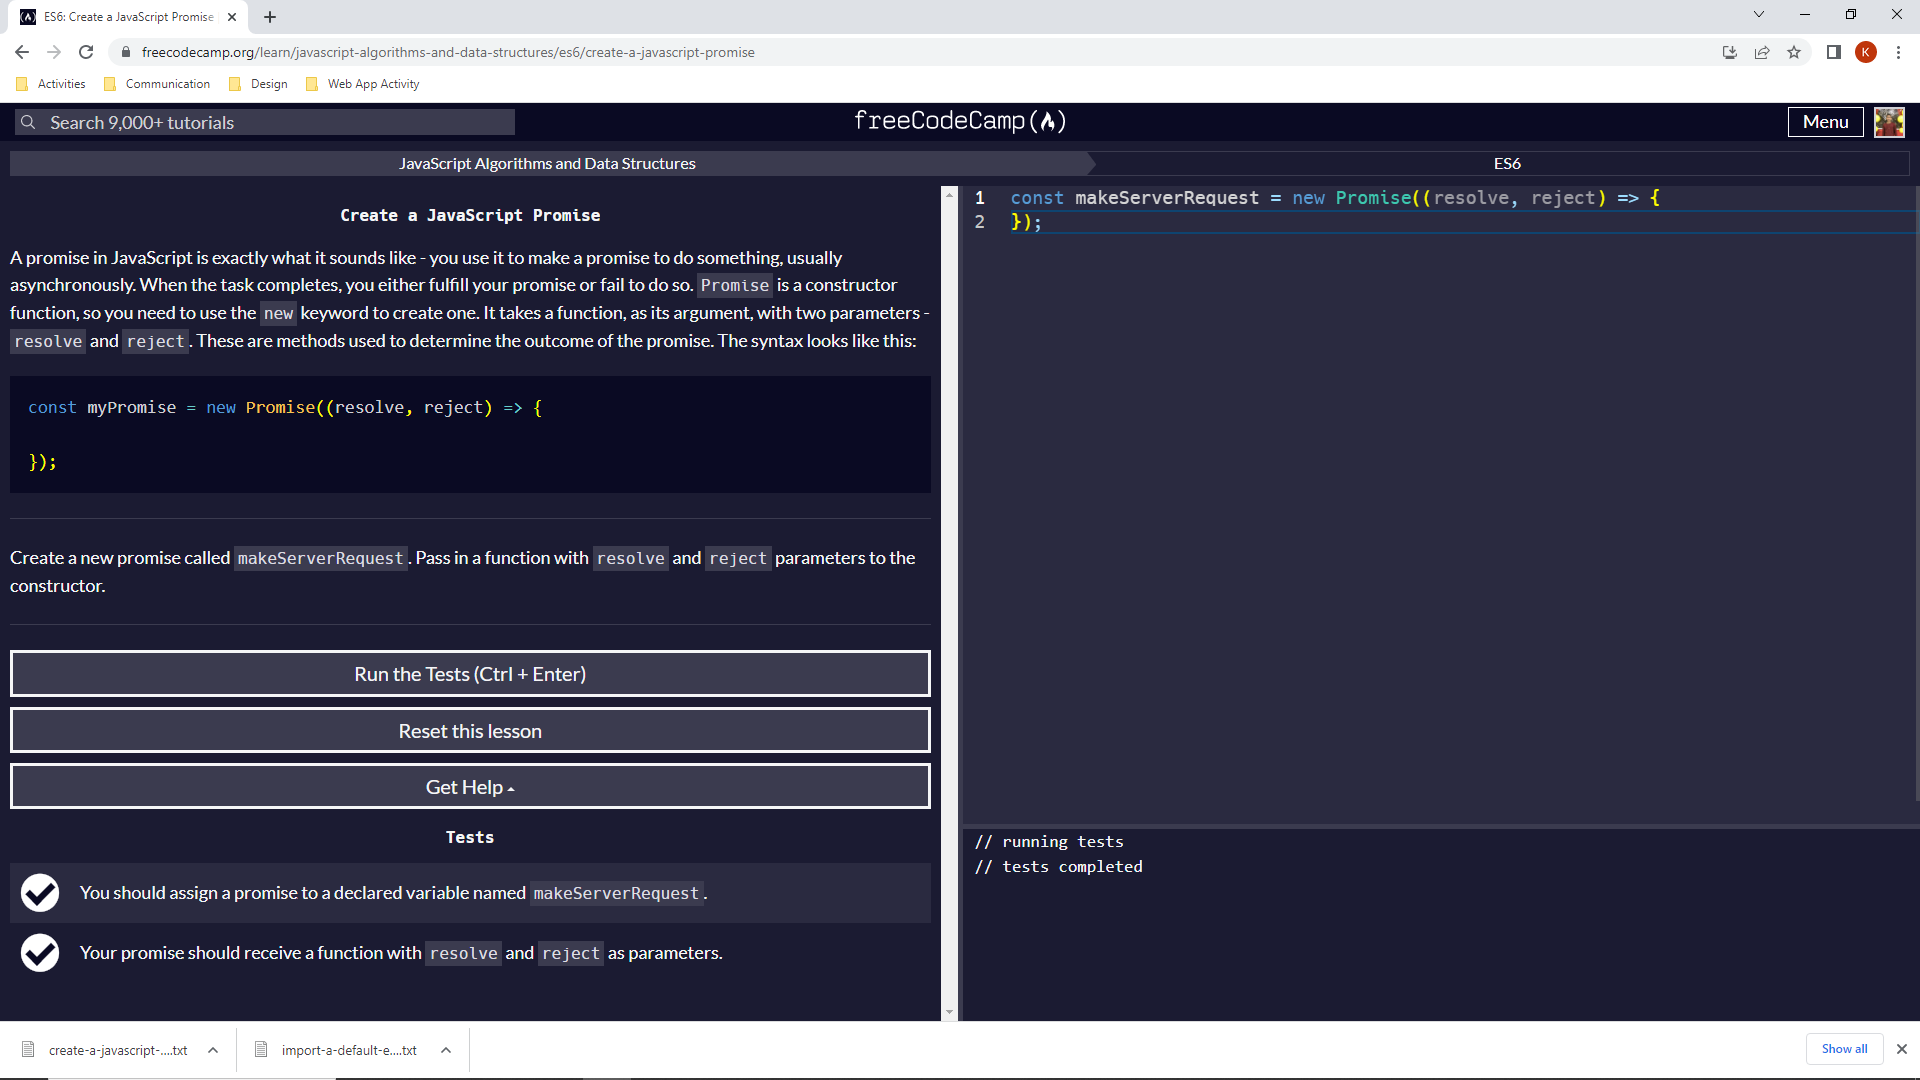 ES6: Create a JavaScript Promise
freecodecamp.org/learn/javascript-algorithms-and-data-structures/es6/create-a-javascript-promise
K
Activities
Communication
Design
Web App Activity
Search 9,000+ tutorials
freeCodeCamp
Menu
JavaScript Algorithms and Data Structures
ES6
Create a JavaScript Promise
A promise in JavaScript is exactly what it sounds like - you use it to make a promise to do something, usually
asynchronously. When the task completes, you either fulfill your promise or fail to do so. Promise is a constructor
function, so you need to use the new keyword to create one. It takes a function, as its argument, with two parameters -
resolve and reject. These are methods used to determine the outcome of the promise. The syntax looks like this:
const myPromise = new Promise((resolve, reject) => {
});
Create a new promise called makeServerRequest. Pass in a function with resolve and reject parameters to the
constructor.
Run the Tests (Ctrl + Enter)
Reset this lesson
Get Help
Tests
You should assign a promise to a declared variable named makeServerRequest.
Your promise should receive a function with resolve and reject as parameters.
1 const makeServerRequest = new Promise((resolve, reject) => {
2 });
// running tests
// tests completed
create-a-javascript-....txt
import-a-default-e....txt
Show all